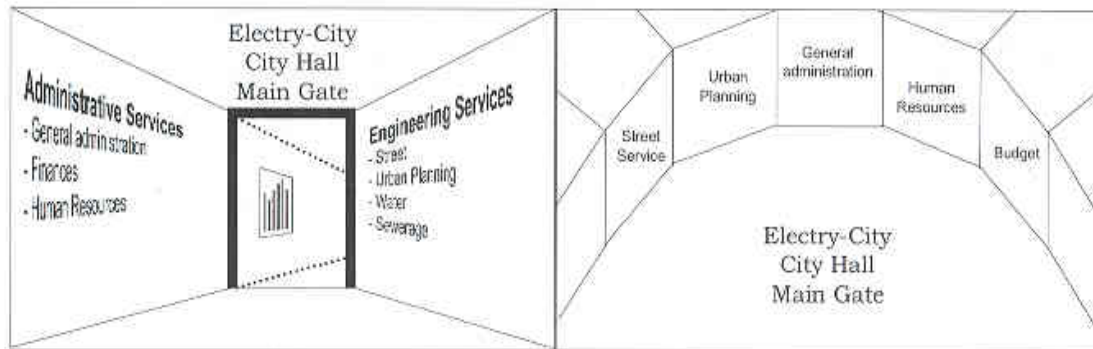 Electry-City
City Hall
Main Gate
Administrative Services
- General administration
- Finances
- Human Resources
Engineering Services
- Street
- Urban Planning
- Water
- Sewerage
Street
Service
Urban
Planning
General
administration
Human
Resources
Budget
Electry-City
City Hall
Main Gate